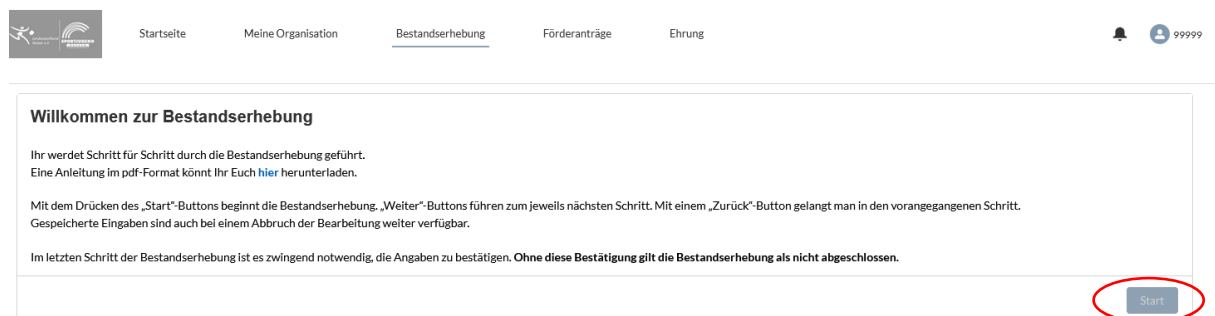 Startseite
Meine Organisation
Bestandserhebung
Förderanträge
Ehrung
99999
Willkommen zur Bestandserhebung
Ihr werdet Schritt für Schritt durch die Bestandserhebung geführt.
Eine Anleitung im pdf-Format könnt Ihr Euch hier herunterladen.
Mit dem Drücken des „Start“-Buttons beginnt die Bestandserhebung. „Weiter“-Buttons führen zum jeweils nächsten Schritt. Mit einem „Zurück“-Button gelangt man in den vorangegangenen Schritt.
Gespeicherte Eingaben sind auch bei einem Abbruch der Bearbeitung weiter verfügbar.
Im letzten Schritt der Bestandserhebung ist es zwingend notwendig, die Angaben zu bestätigen. Ohne diese Bestätigung gilt die Bestandserhebung als nicht abgeschlossen.
Start